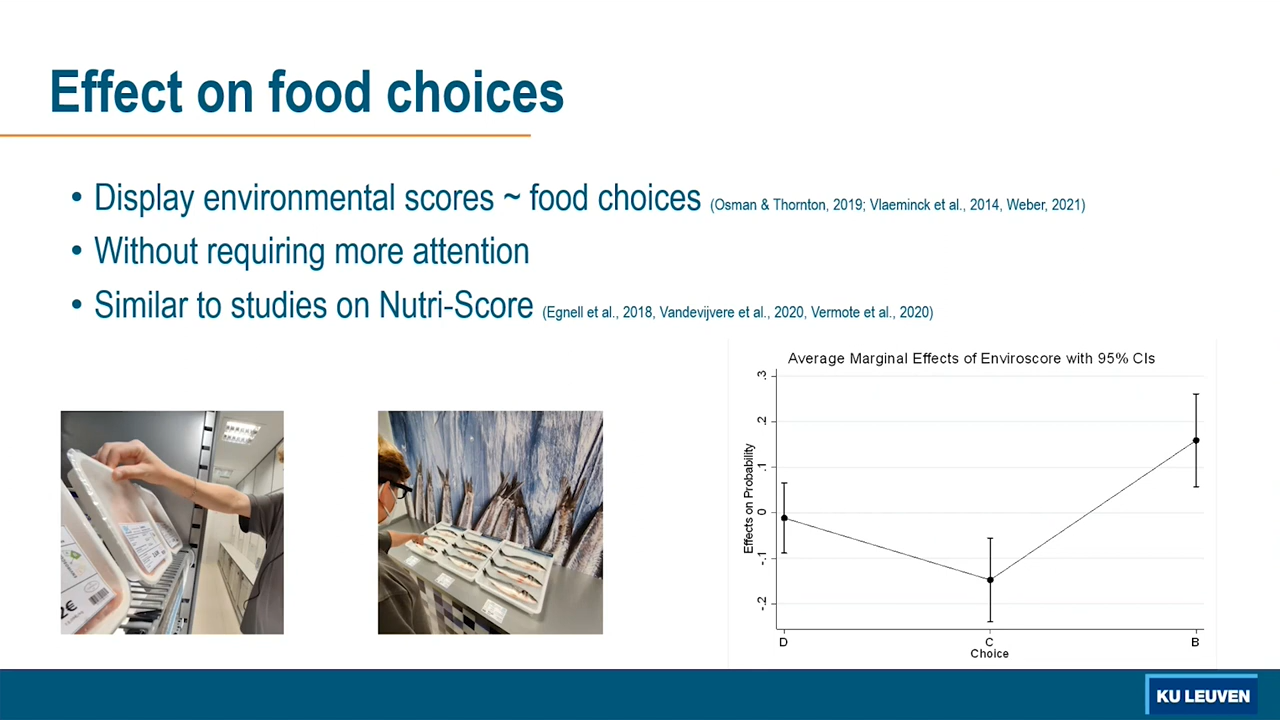 Effect on food choices
• Display environmental scores ~ food choices (Osman & Thornton, 2019; Vlaeminck et al., 2014, Weber, 2021)
• Without requiring more attention
• Similar to studies on Nutri-Score (Egnell et al., 2018, Vandevijvere et al., 2020, Vermote et al., 2020)
Average Marginal Effects of Enviroscore with 95% CIs
Effects on Probability
.3
.2
.1
0
-.1
-.2
D C B
Choice
KU LEUVEN